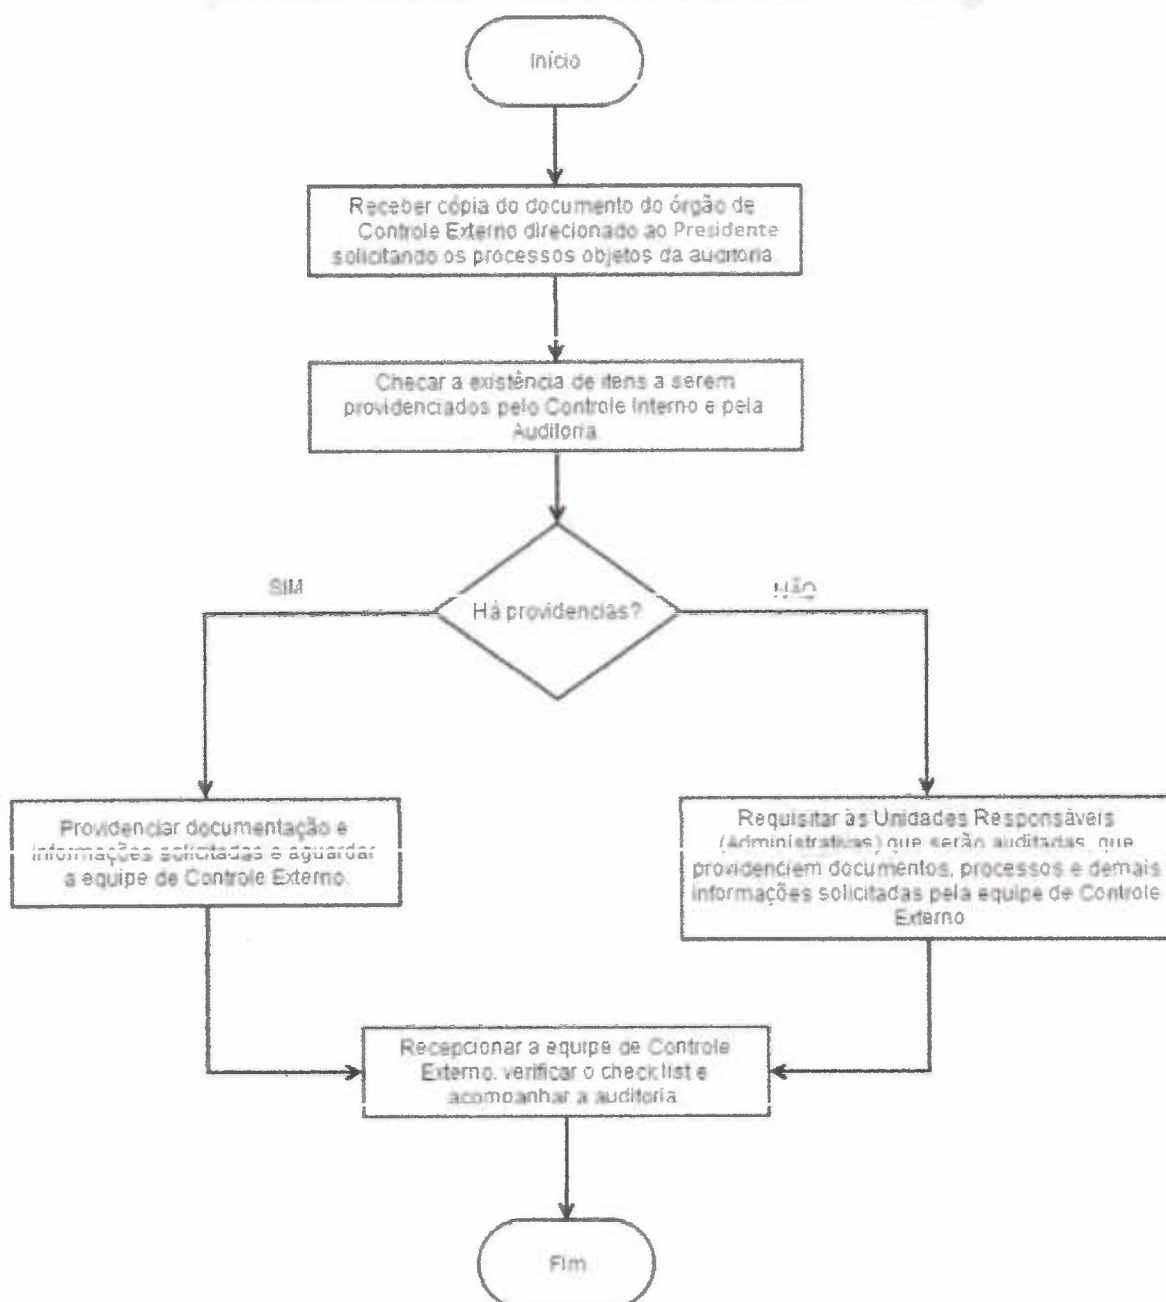 Início
Receber cópia do documento do órgão de
Controle Externo direcionado ao Presidente
solicitando os processos objetos da auditoria
Checar a existência de itens a serem
providenciados pelo Controle Interno e pela
Auditoria
SIM
NÃO
Há providencias?
Providenciar documentação e
informações solicitadas e aguardar
a equipe de Controle Externo
Requisitar às Unidades Responsáveis
(Administrativas) que serão auditadas, que
providenciem documentos, processos e demais
informações solicitadas pela equipe de Controle
Externo
Recepcionar a equipe de Controle
Externo, verificar o checklist e
acompanhar a auditoria
Fim